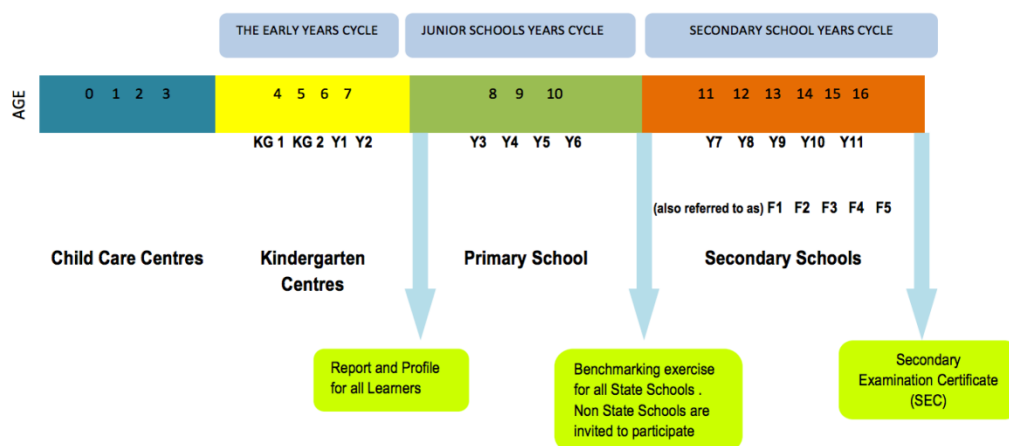 THE EARLY YEARS CYCLE
JUNIOR SCHOOLS YEARS CYCLE
SECONDARY SCHOOL YEARS CYCLE
AGE
0 1 2 3
4 5 6 7
8 9 10
11 12 13 14 15 16
KG 1 KG 2 Y1 Y2
Y3 Y4 Y5 Y6
Y7 Y8 Y9 Y10 Y11
(also referred to as) F1 F2 F3 F4 F5
Child Care Centres
Kindergarten
Centres
Primary School
Secondary Schools
Report and Profile
for all Learners
Benchmarking exercise
for all State Schools .
Non State Schools are
invited to participate
Secondary
Examination Certificate
(SEC)